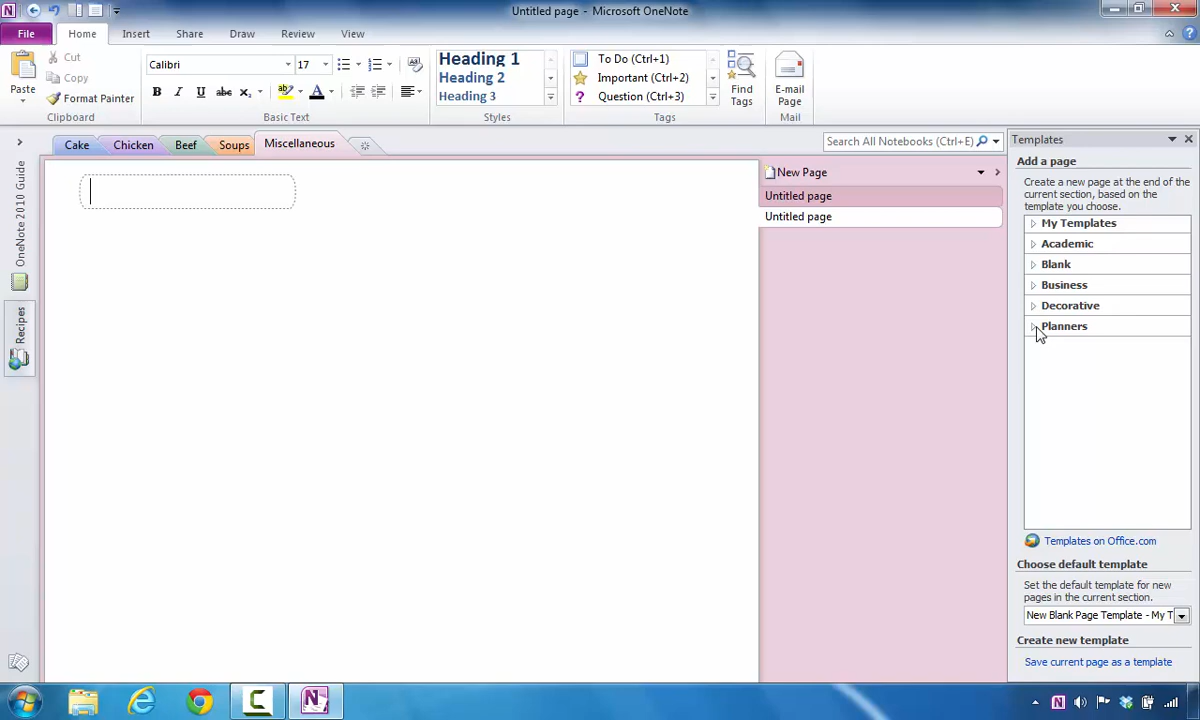 Untitled page - Microsoft OneNote
File Home Insert Share Draw Review View
Paste
Cut
Copy
Format Painter
Clipboard
Calibri 17
B I U abc X₂ ab A
Basic Text
Heading 1
Heading 2
Heading 3
Styles
To Do (Ctrl+1)
Important (Ctrl+2)
Question (Ctrl+3)
Tags
Find
Tags
E-mail
Page
Mail
Cake Chicken Beef Soups Miscellaneous
Search All Notebooks (Ctrl+E)
OneNote 2010 Guide
Recipes
New Page
Untitled page
Untitled page
Templates
Add a page
Create a new page at the end of the
current section, based on the
template you choose.
My Templates
Academic
Blank
Business
Decorative
Planners
Templates on Office.com
Choose default template
Set the default template for new
pages in the current section.
New Blank Page Template - My T
Create new template
Save current page as a template